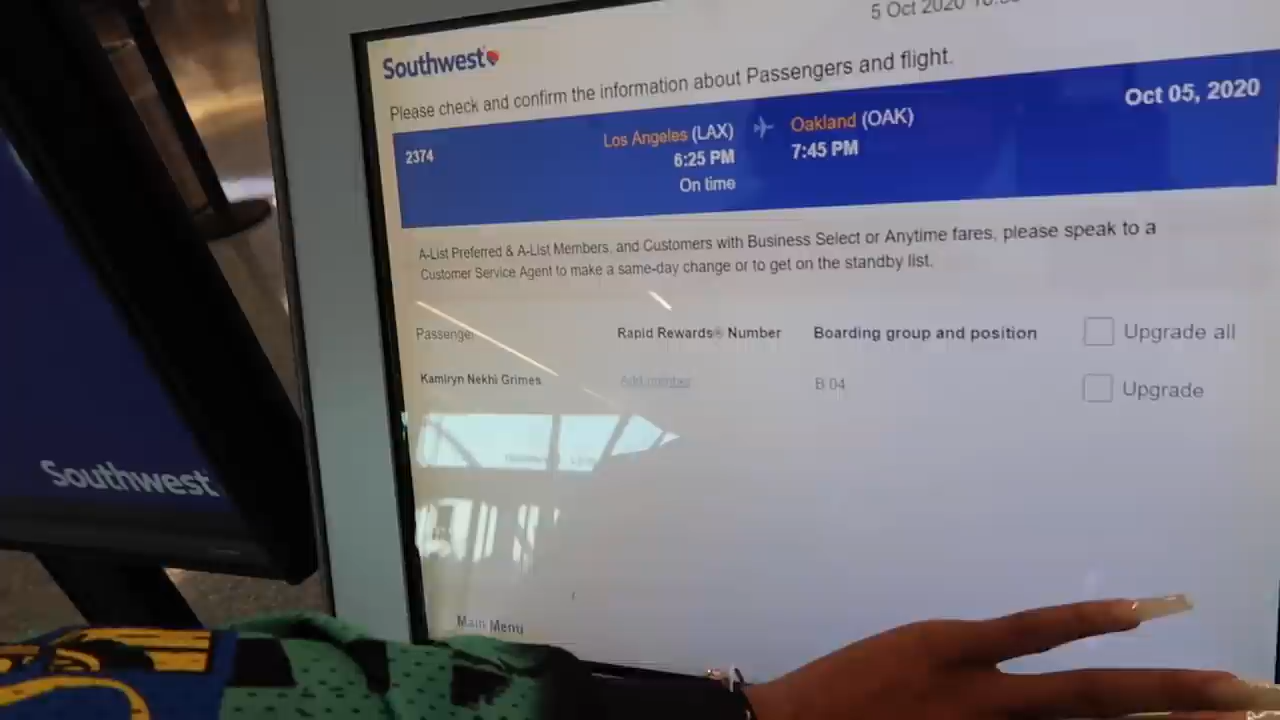 5 Oct 2020
Southwest
Please check and confirm the information about Passengers and flight.
Oct 05, 2020
2374
Los Angeles (LAX)
Oakland (OAK)
6:25 PM
7:45 PM
On time
A-List Preferred & A-List Members, and Customers with Business Select or Anytime fares, please speak to a
Customer Service Agent to make a same-day change or to get on the standby list.
Passenger
Rapid Rewards® Number
Boarding group and position
Upgrade all
Kamiryn Nekhi Grimes
Add number
B 04
Upgrade
Main Menu
Southwest